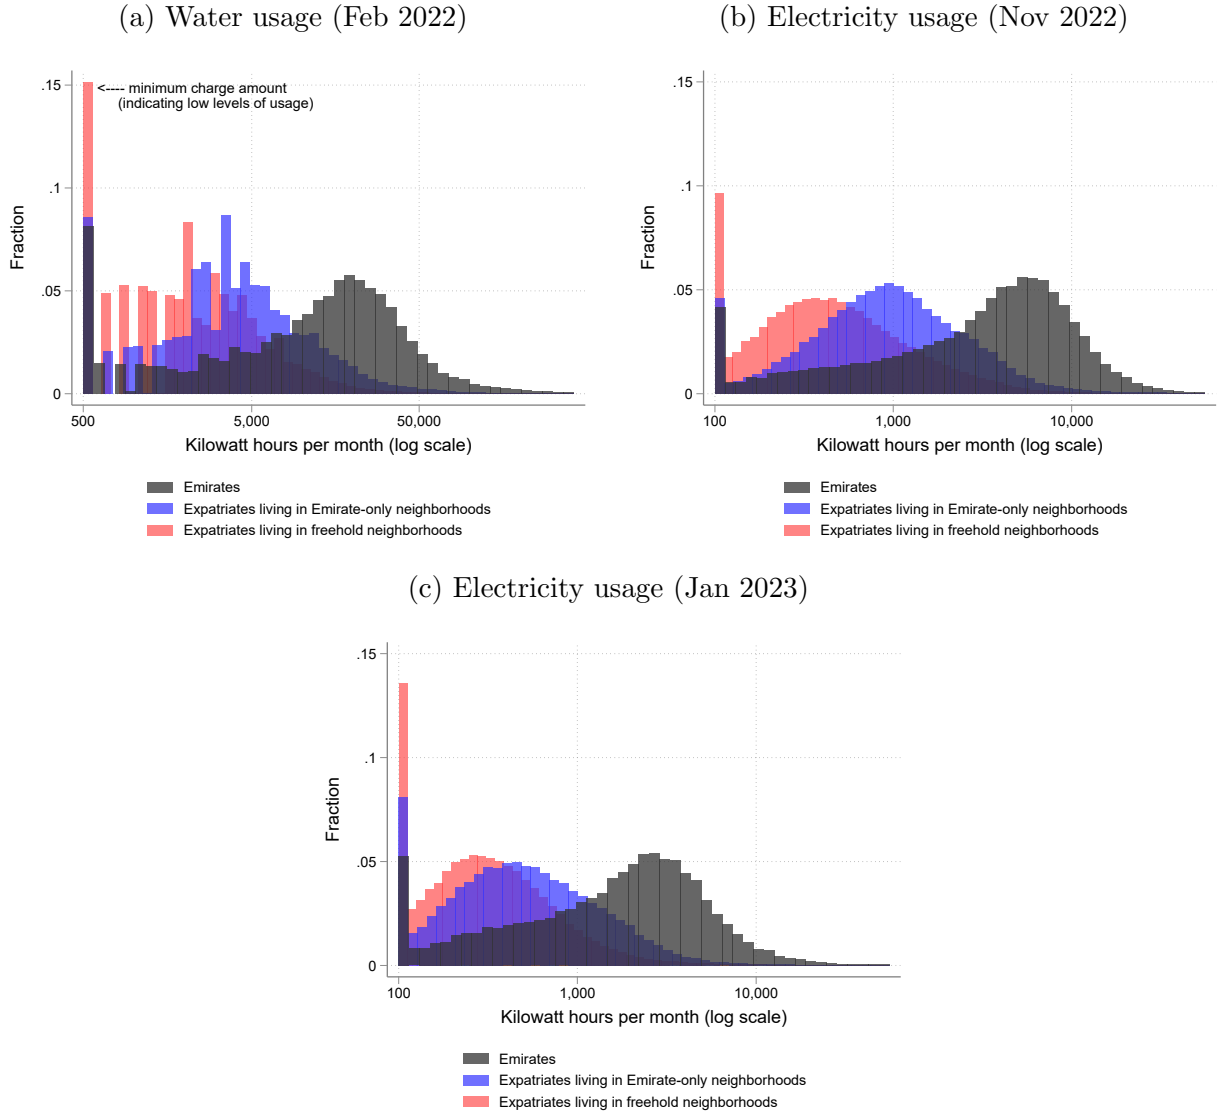 (a) Water usage (Feb 2022)
.15
<---- minimum charge amount
(indicating low levels of usage)
.1
Fraction
.05
0
500
5,000
50,000
Kilowatt hours per month (log scale)
Emirates
Expatriates living in Emirate-only neighborhoods
Expatriates living in freehold neighborhoods
(b) Electricity usage (Nov 2022)
.15
.1
Fraction
.05
0
100
1,000
10,000
Kilowatt hours per month (log scale)
Emirates
Expatriates living in Emirate-only neighborhoods
Expatriates living in freehold neighborhoods
(c) Electricity usage (Jan 2023)
.15
.1
Fraction
.05
0
100
1,000
10,000
Kilowatt hours per month (log scale)
Emirates
Expatriates living in Emirate-only neighborhoods
Expatriates living in freehold neighborhoods